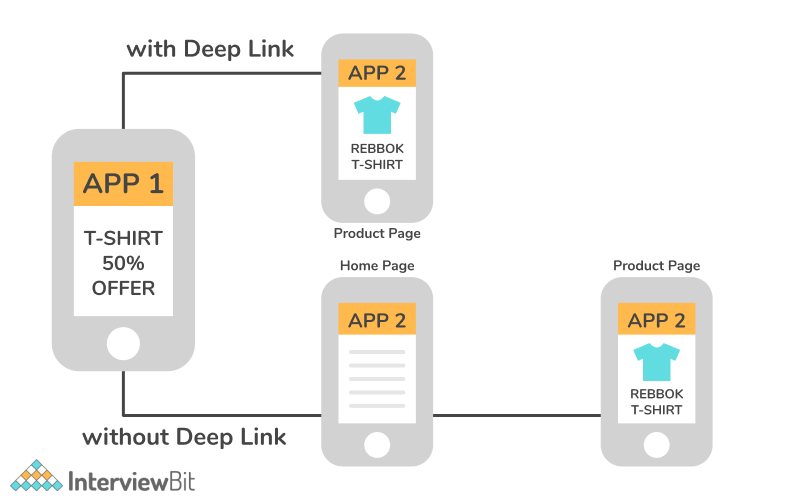 with Deep Link
APP 2
REBBOK
T-SHIRT
Product Page
APP 1
T-SHIRT
50%
OFFER
Home Page
APP 2
Product Page
APP 2
REBBOK
T-SHIRT
without Deep Link
InterviewBit